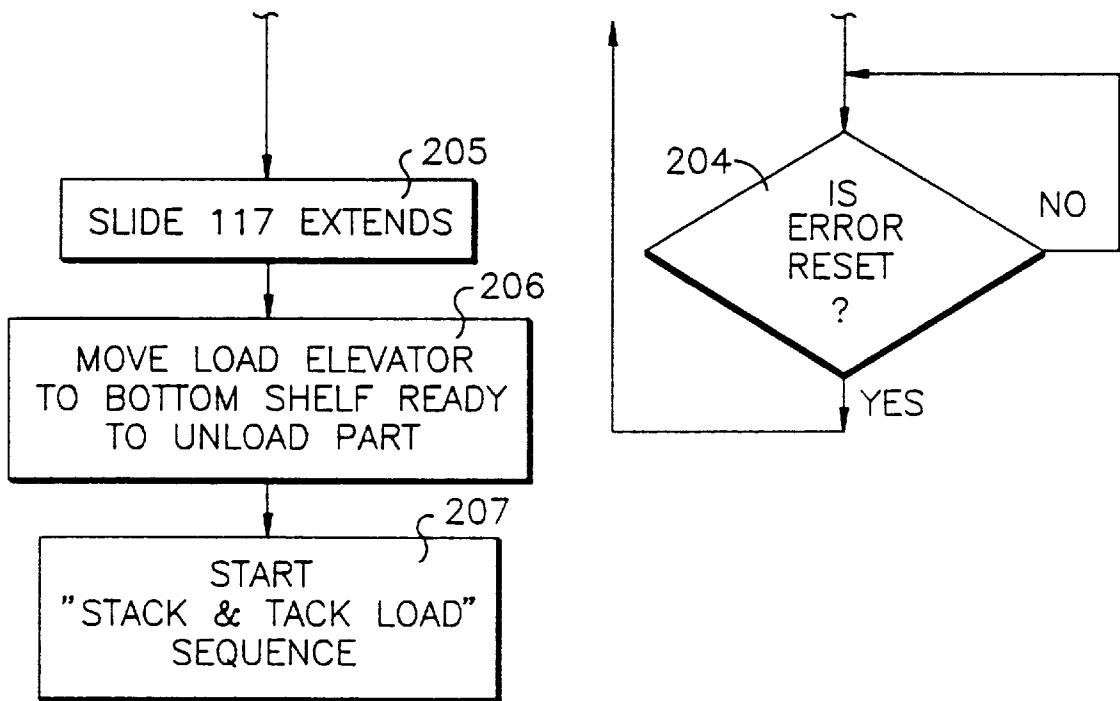 205
SLIDE 117 EXTENDS
206
MOVE LOAD ELEVATOR
TO BOTTOM SHELF READY
TO UNLOAD PART
207
START
"STACK & TACK LOAD"
SEQUENCE
204
IS
ERROR
RESET
?
NO
YES